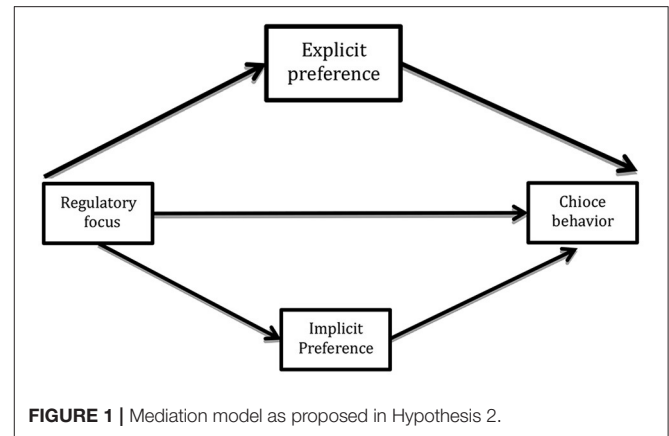 Explicit
preference
Regulatory
focus
Chioce
behavior
Implicit
Preference
FIGURE 1 | Mediation model as proposed in Hypothesis 2.